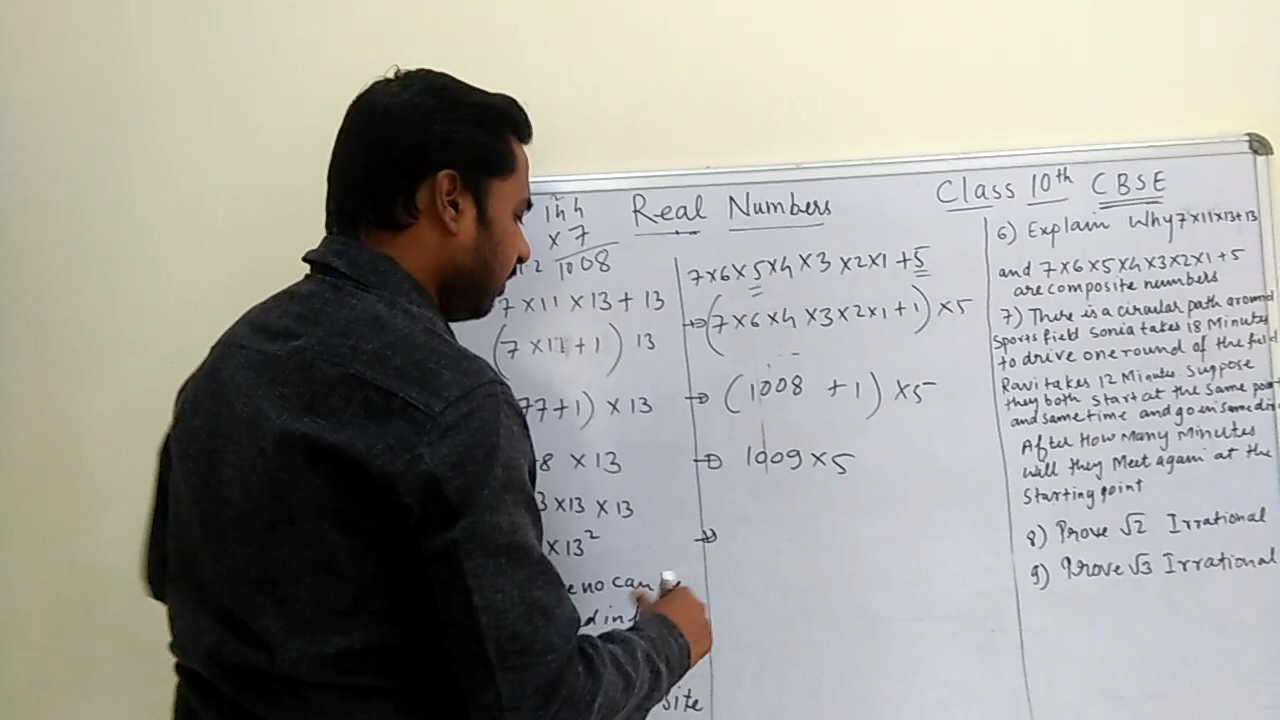 Real Numbers
Class 10th CBSE
144
× 7
1008
7×11×13+13
(7×11+1) 13
77+1) ×13
8 ×13
3 ×13 ×13
×13²
e no can
d in
site
7×6×5×4×3×2×1+5
→ (7×6×4×3×2×1+1)×5
→ (1008 +1)×5
→ 1009×5
→
6) Explain Why 7×11×13+13
and 7×6×5×4×3×2×1+5
are composite numbers
7) There is a circular path around
sports field Sonia takes 18 Minutes
to drive one round of the field
Ravi takes 12 Minutes. Suppose
they both start at the same point
and same time and go in same dir
After How Many Minutes
will they Meet again at the
Starting point
8) Prove √2 Irrational
9) Prove √3 Irrational